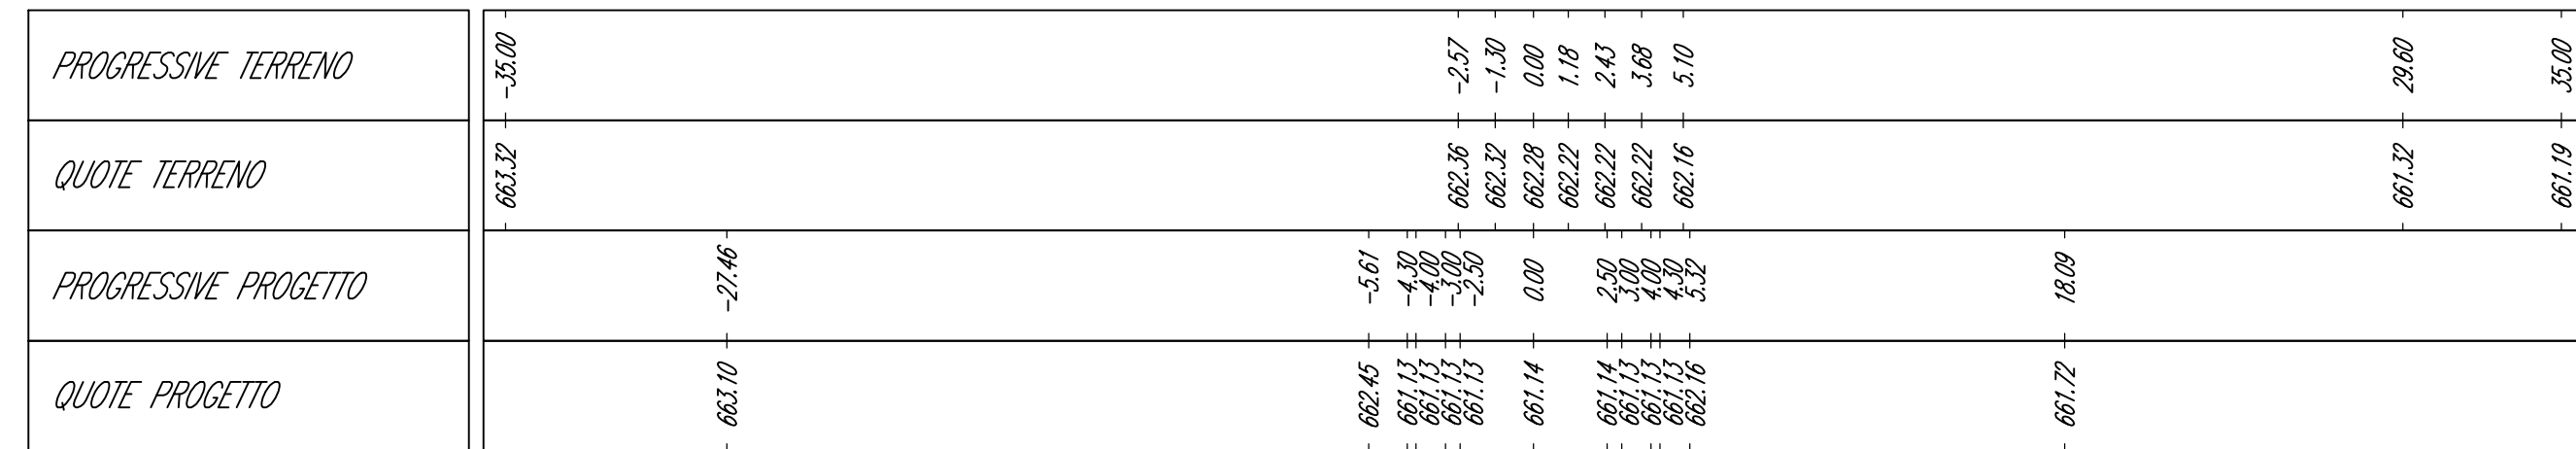 PROGRESSIVE TERRENO -35.00 -2.57 -1.30 0.00 1.18 2.43 3.68 5.10 29.60 35.00
QUOTE TERRENO 663.32 662.36 662.32 662.28 662.22 662.22 662.22 662.16 661.32 661.19
PROGRESSIVE PROGETTO -27.46 -5.61 -4.30 -4.00 -3.00 -2.50 0.00 2.50 3.00 4.00 4.30 5.32 18.09
QUOTE PROGETTO 663.10 662.45 661.13 661.13 661.13 661.13 661.14 661.14 661.13 661.13 661.13 662.16 661.72